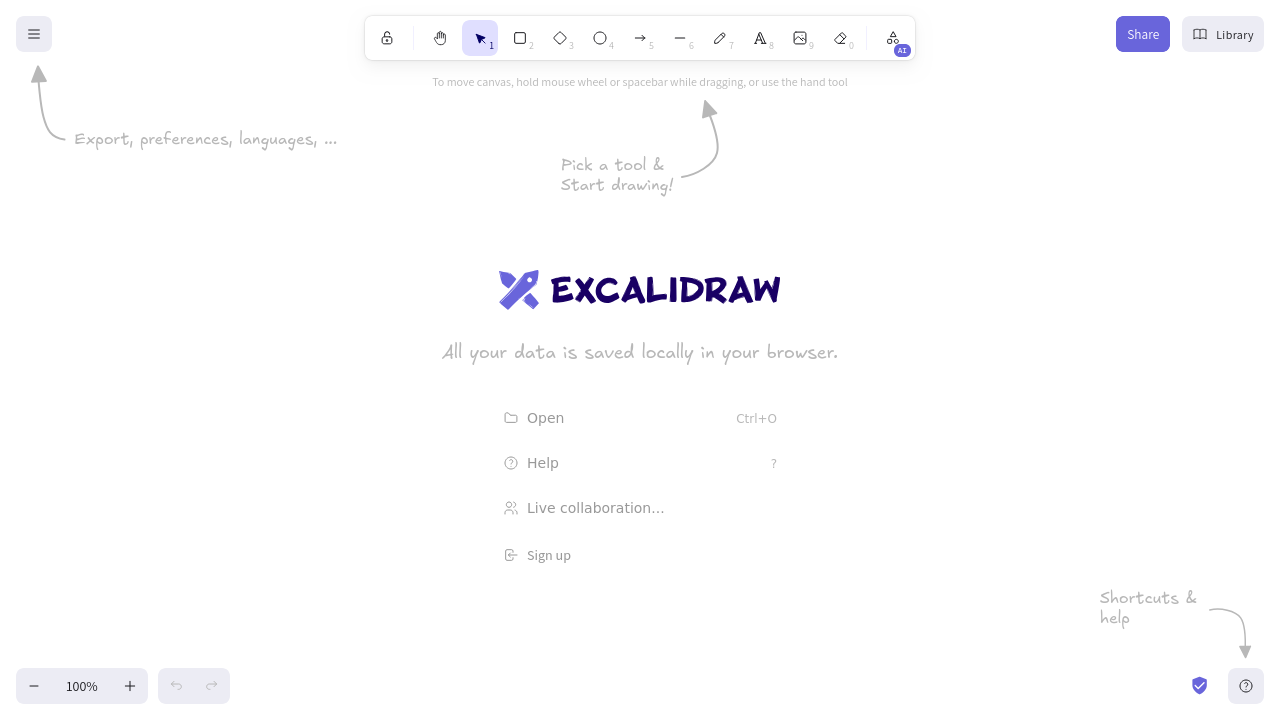 1
2
3
4
5
6
7
A
8
9
0
AI
Share
Library
To move canvas, hold mouse wheel or spacebar while dragging, or use the hand tool
Export, preferences, languages, ...
Pick a tool &
Start drawing!
EXCALIDRAW
All your data is saved locally in your browser.
Open Ctrl+O
Help ?
Live collaboration...
Sign up
Shortcuts &
help
100%